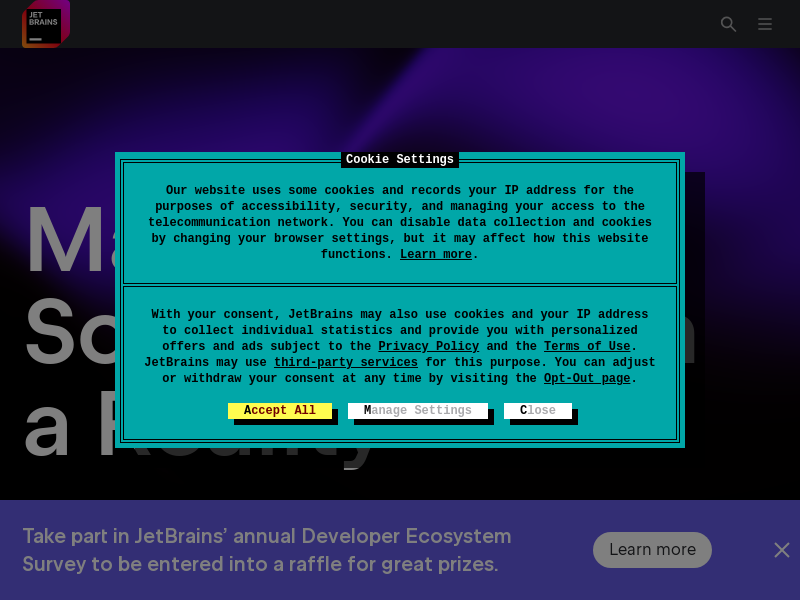 JET
BRAINS
Cookie Settings
Our website uses some cookies and records your IP address for the
purposes of accessibility, security, and managing your access to the
telecommunication network. You can disable data collection and cookies
by changing your browser settings, but it may affect how this website
functions. Learn more.
With your consent, JetBrains may also use cookies and your IP address
to collect individual statistics and provide you with personalized
offers and ads subject to the Privacy Policy and the Terms of Use.
JetBrains may use third-party services for this purpose. You can adjust
or withdraw your consent at any time by visiting the Opt-Out page.
Accept All Manage Settings Close
a Reality
Take part in JetBrains’ annual Developer Ecosystem
Survey to be entered into a raffle for great prizes.
Learn more